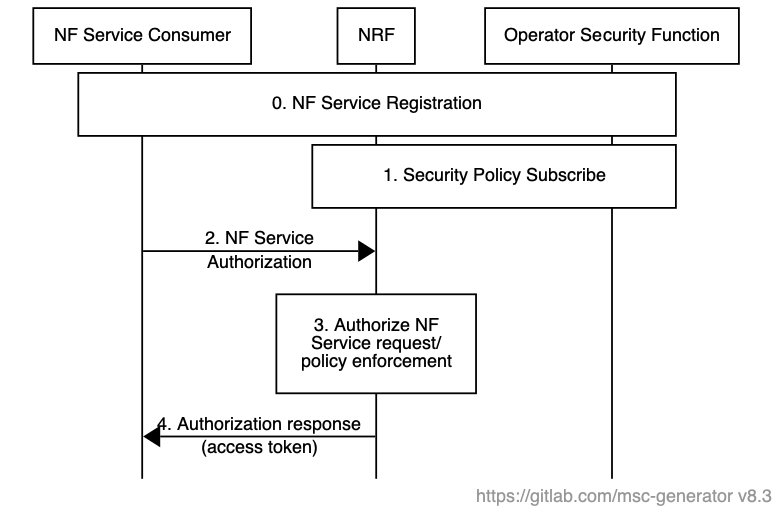 NF Service Consumer
NRF
Operator Security Function
0. NF Service Registration
1. Security Policy Subscribe
2. NF Service
Authorization
3. Authorize NF
Service request/
policy enforcement
4. Authorization response
(access token)
https://gitlab.com/msc-generator v8.3